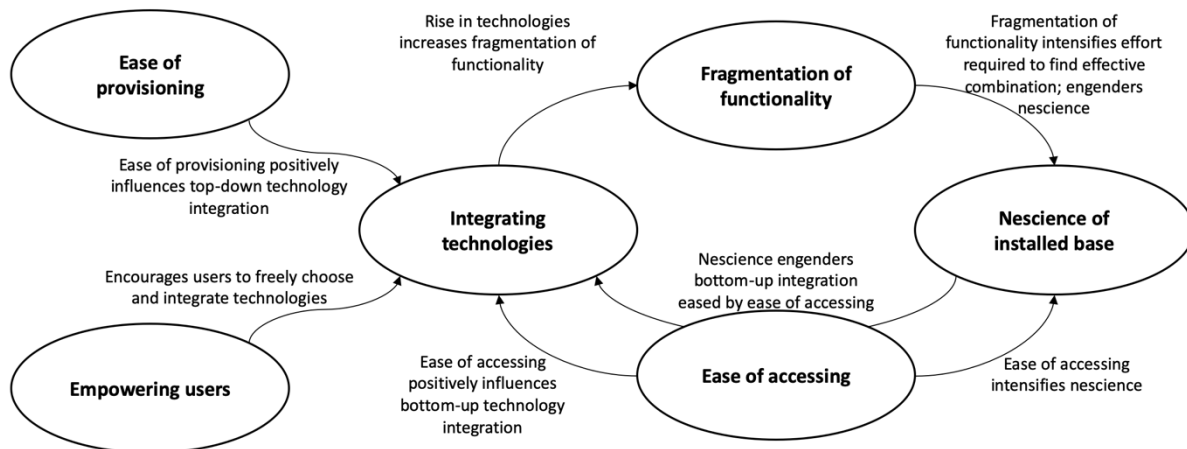 Ease of
provisioning
Rise in technologies
increases fragmentation of
functionality
Fragmentation of
functionality
Fragmentation of
functionality intensifies effort
required to find effective
combination; engenders
nescience
Ease of provisioning positively
influences top-down technology
integration
Integrating
technologies
Nescience of
installed base
Encourages users to freely choose
and integrate technologies
Nescience engenders
bottom-up integration
eased by ease of accessing
Empowering users
Ease of accessing
positively influences
bottom-up technology
integration
Ease of accessing
Ease of accessing
intensifies nescience